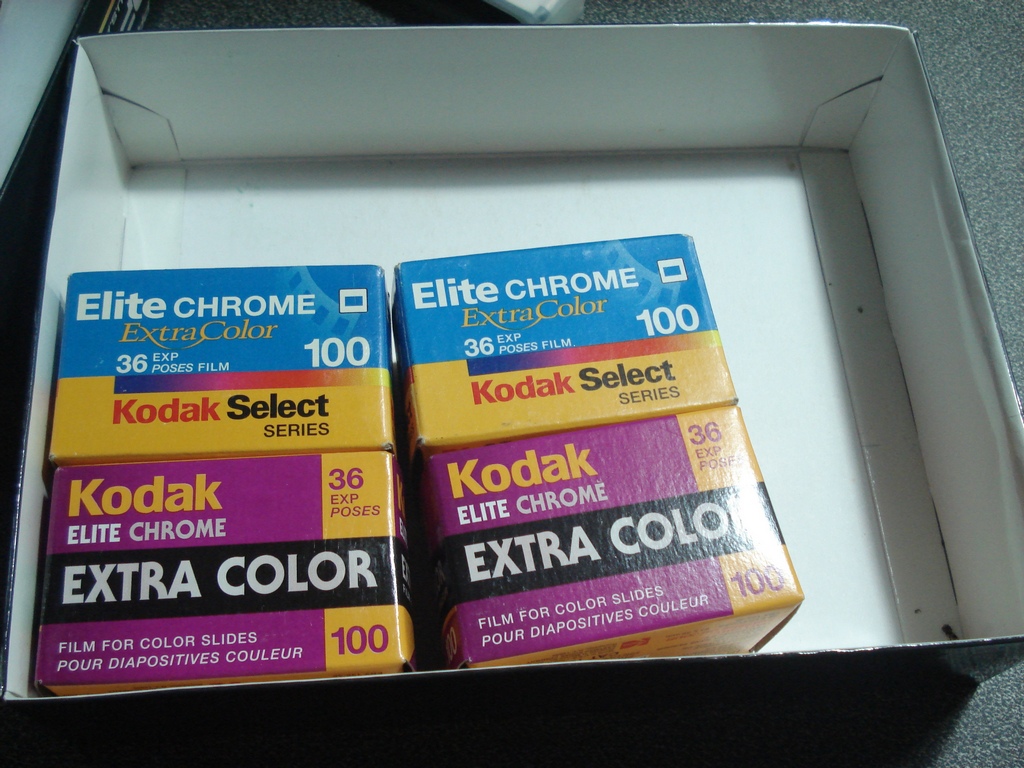 Elite CHROME
ExtraColor
36 EXP POSES FILM
100
Kodak Select
SERIES
Elite CHROME
ExtraColor
36 EXP POSES FILM
100
Kodak Select
SERIES
Kodak
36
EXP
POSES
ELITE CHROME
EXTRA COLOR
FILM FOR COLOR SLIDES
POUR DIAPOSITIVES COULEUR
100
Kodak
36
EXP
POSES
ELITE CHROME
EXTRA COLOR
FILM FOR COLOR SLIDES
POUR DIAPOSITIVES COULEUR
100